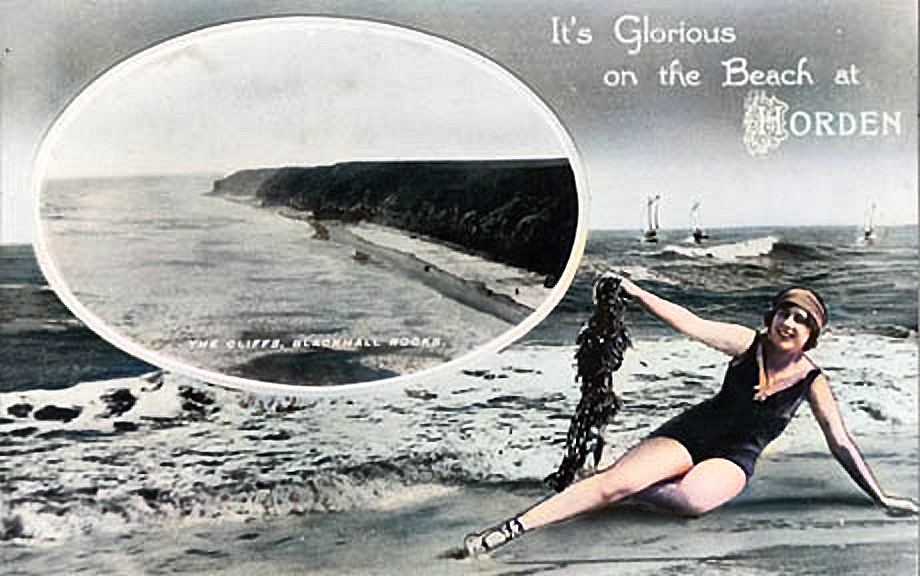 It's Glorious
on the Beach at
HORDEN
THE CLIFFS, BLACKHALL ROCKS.